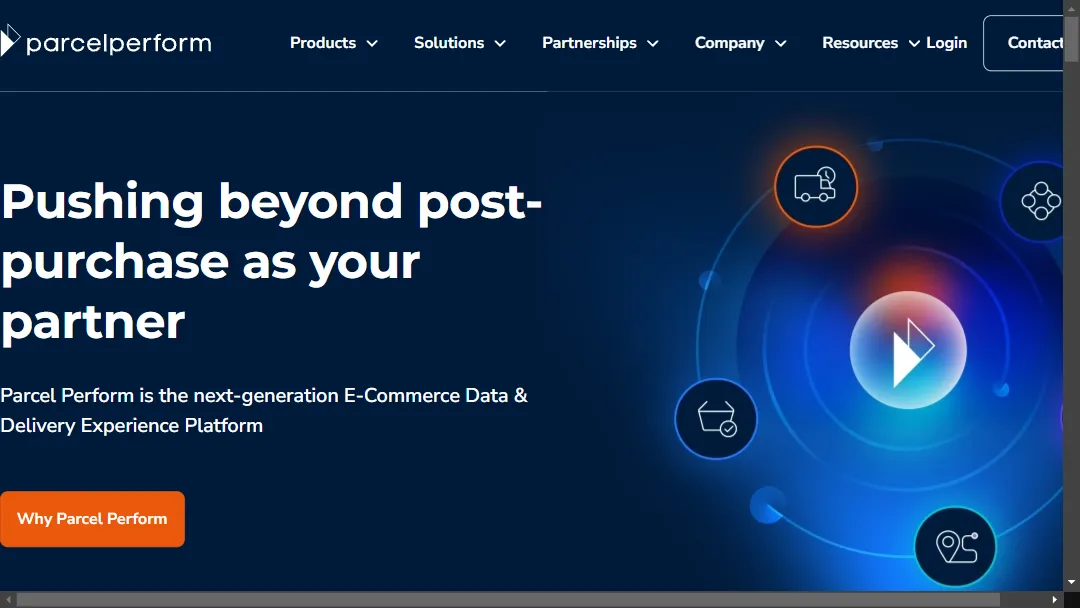 parcelperform
Products Solutions Partnerships Company Resources Login Contact
Pushing beyond post-
purchase as your
partner
Parcel Perform is the next-generation E-Commerce Data &
Delivery Experience Platform
Why Parcel Perform